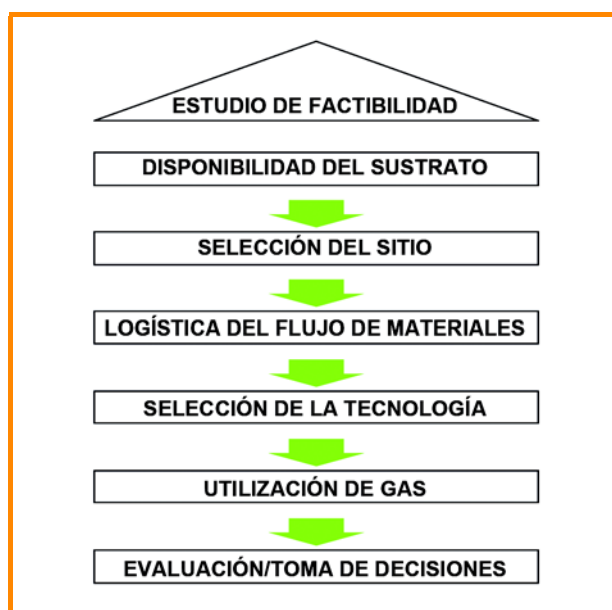 ESTUDIO DE FACTIBILIDAD
DISPONIBILIDAD DEL SUSTRATO
SELECCIÓN DEL SITIO
LOGÍSTICA DEL FLUJO DE MATERIALES
SELECCIÓN DE LA TECNOLOGÍA
UTILIZACIÓN DE GAS
EVALUACIÓN/TOMA DE DECISIONES